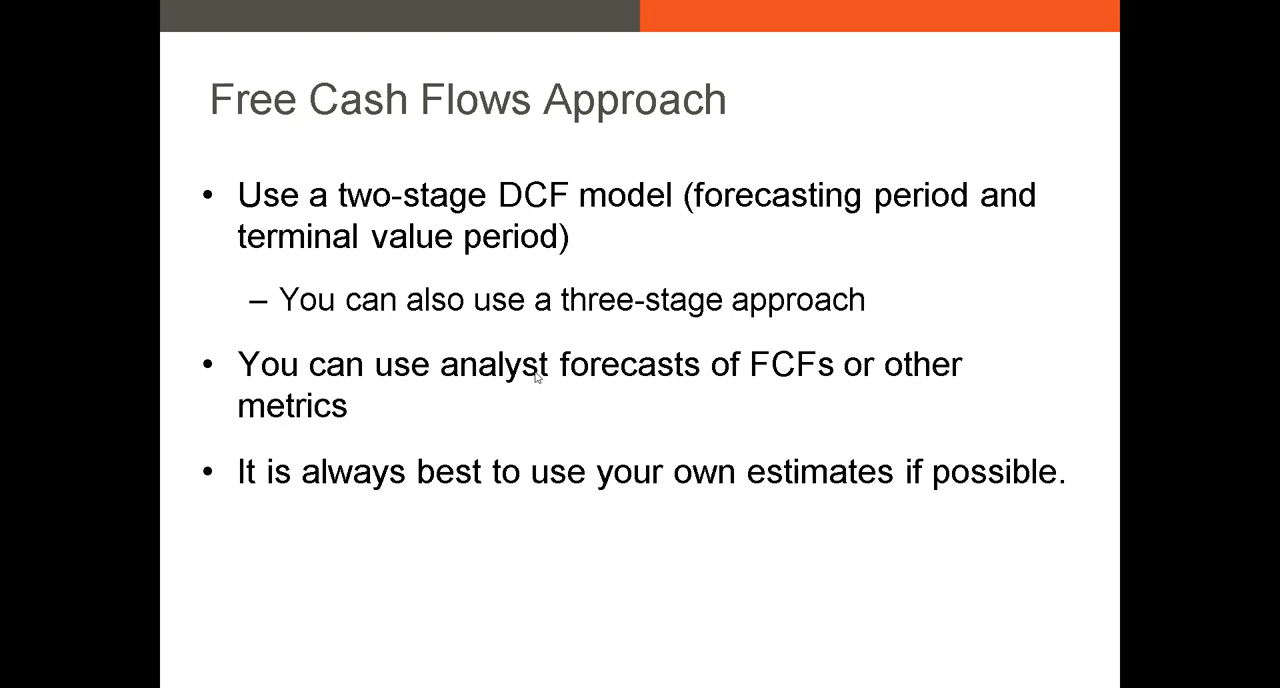 Free Cash Flows Approach
• Use a two-stage DCF model (forecasting period and
terminal value period)
– You can also use a three-stage approach
• You can use analyst forecasts of FCFs or other
metrics
• It is always best to use your own estimates if possible.